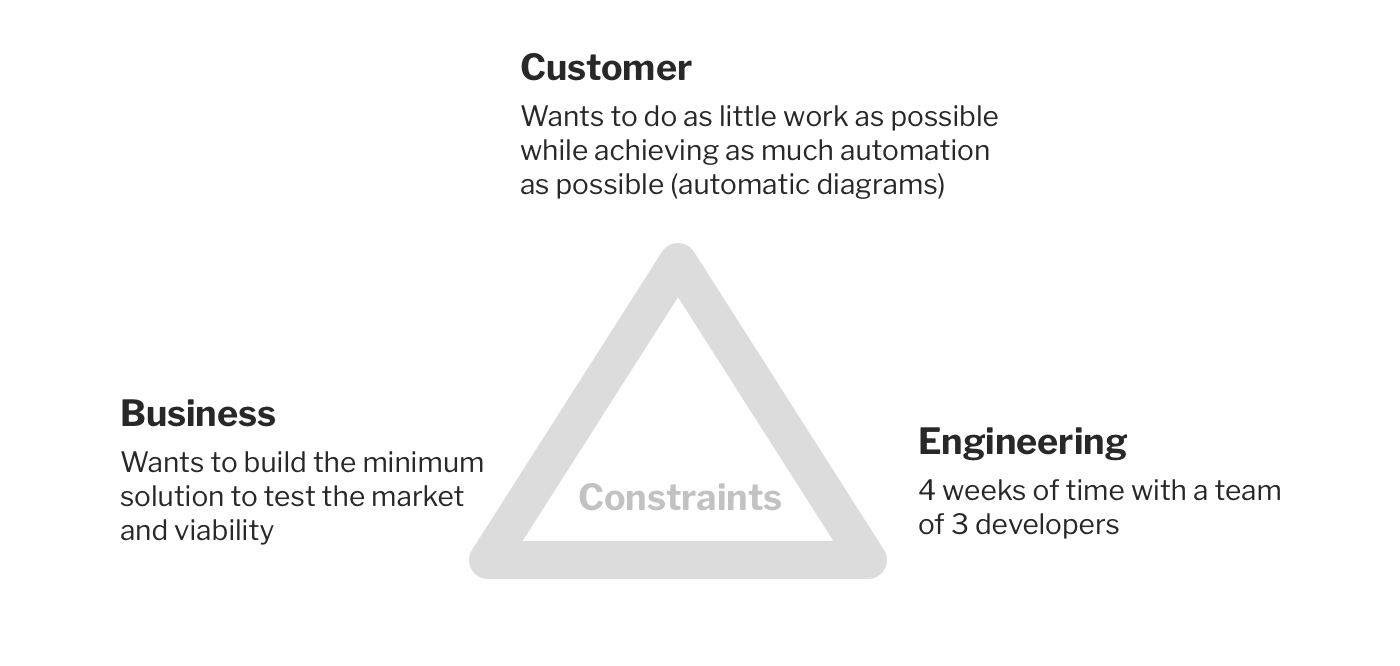 Customer
Wants to do as little work as possible
while achieving as much automation
as possible (automatic diagrams)
Business
Wants to build the minimum
solution to test the market
and viability
Constraints
Engineering
4 weeks of time with a team
of 3 developers